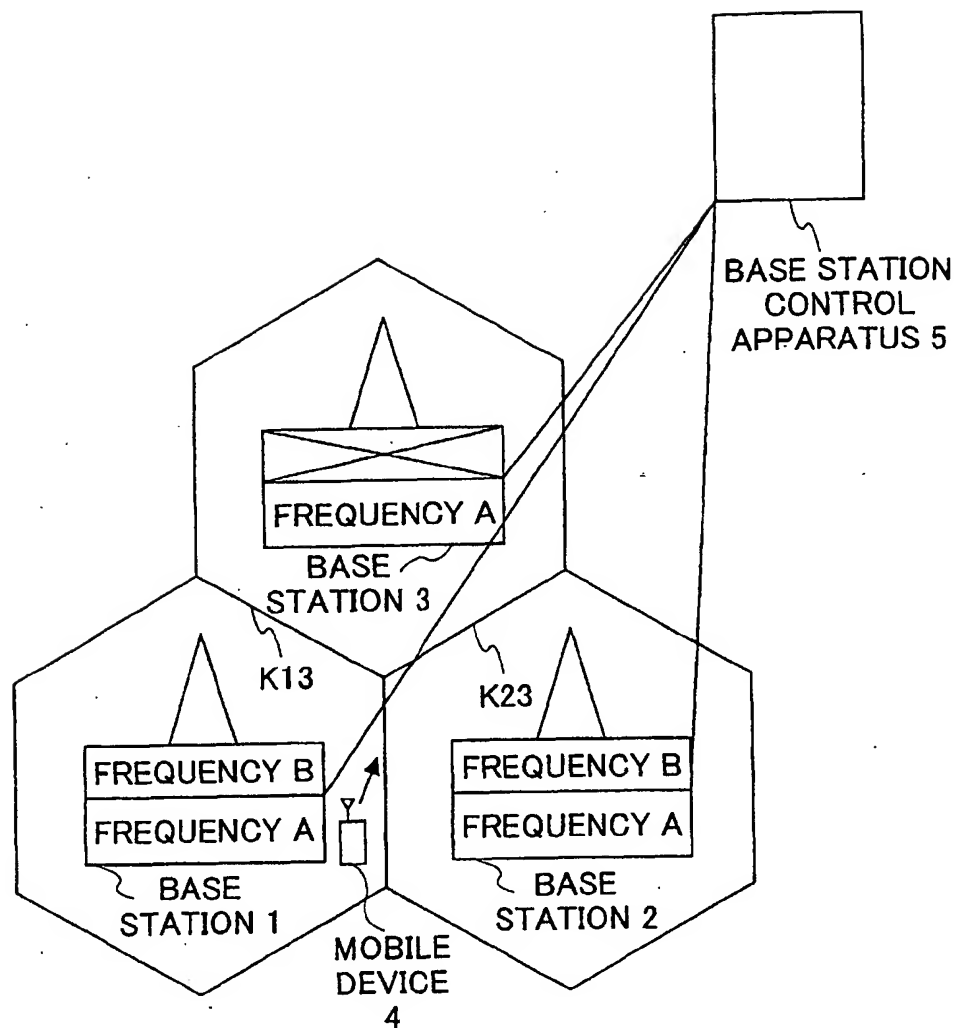 BASE STATION
CONTROL
APPARATUS 5
FREQUENCY A
BASE
STATION 3
K13
K23
FREQUENCY B
FREQUENCY A
BASE
STATION 1
FREQUENCY B
FREQUENCY A
BASE
STATION 2
MOBILE
DEVICE
4